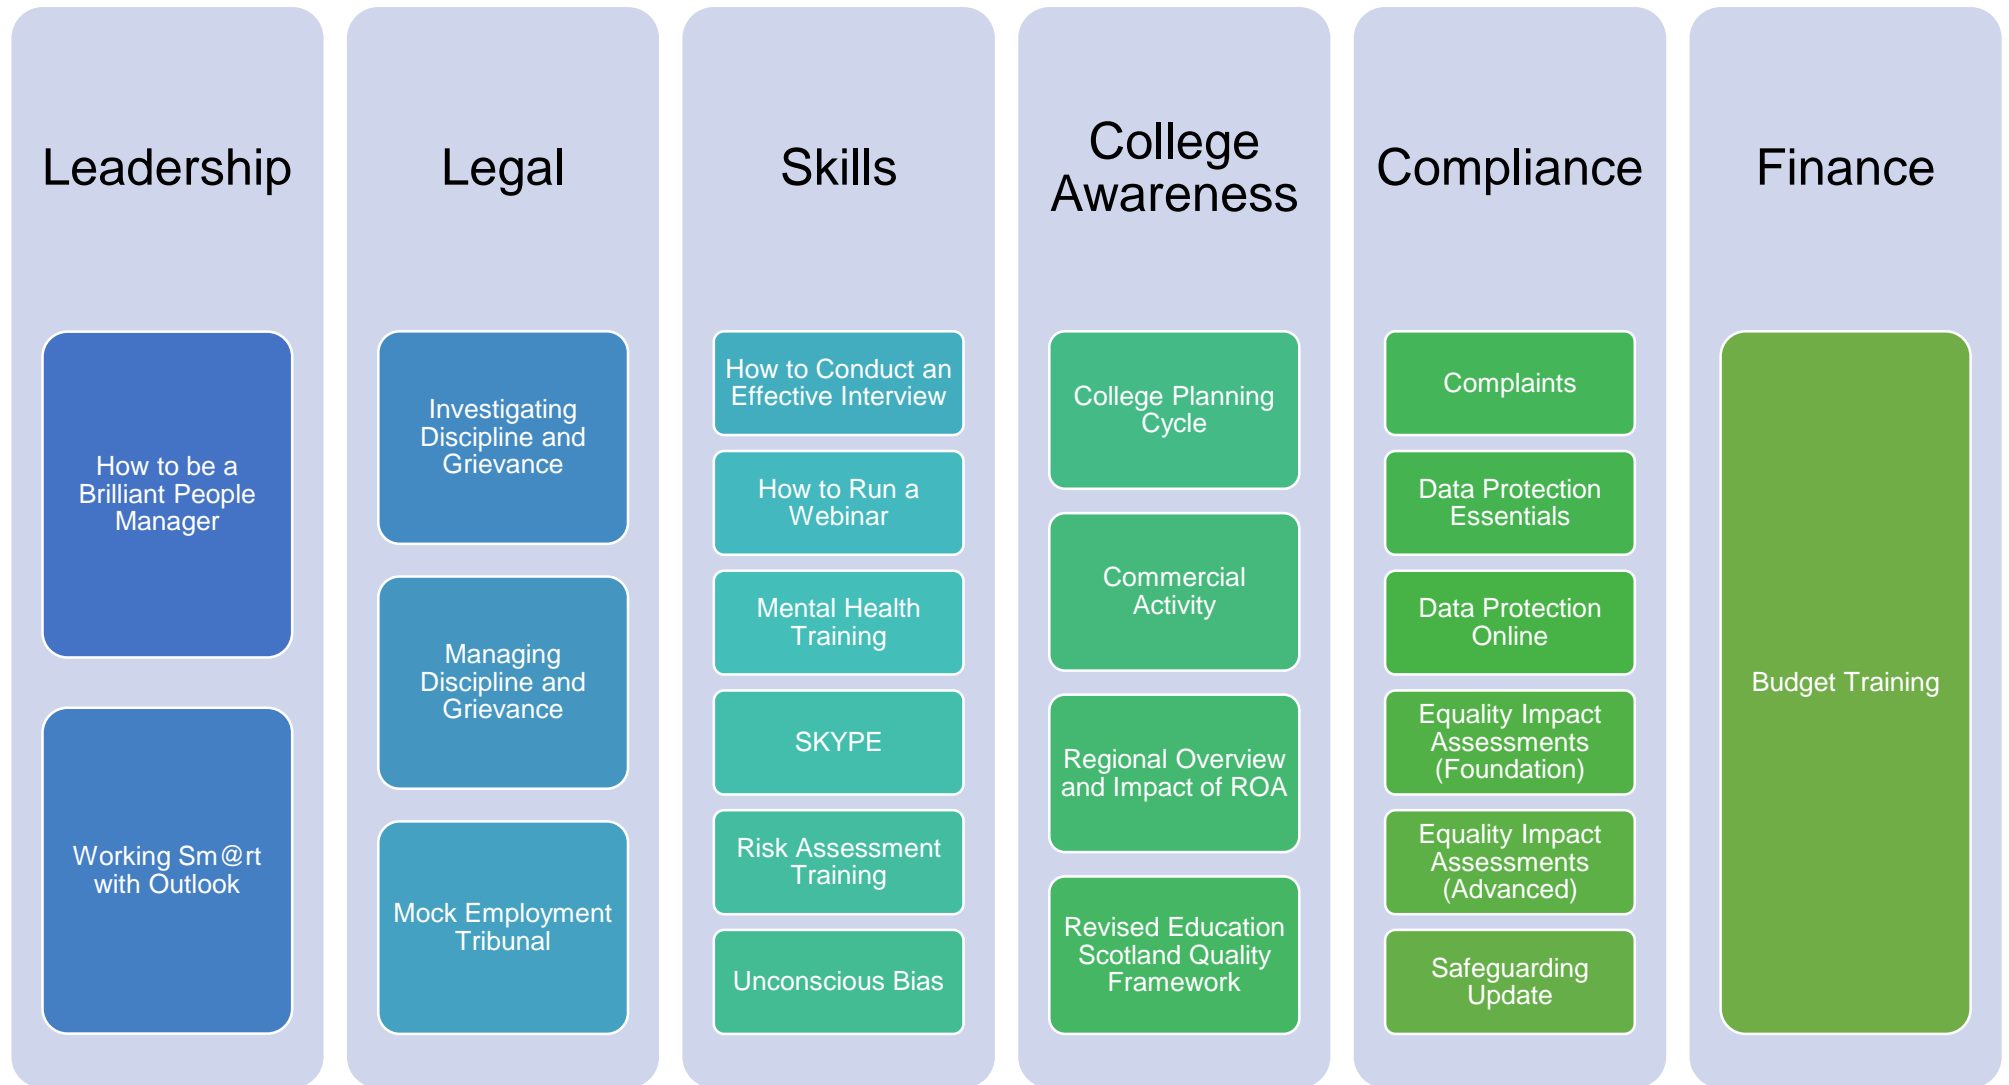 Leadership
How to be a
Brilliant People
Manager
Working Sm@rt
with Outlook
Legal
Investigating
Discipline and
Grievance
Managing
Discipline and
Grievance
Mock Employment
Tribunal
Skills
How to Conduct an
Effective Interview
How to Run a
Webinar
Mental Health
Training
SKYPE
Risk Assessment
Training
Unconscious Bias
College
Awareness
College Planning
Cycle
Commercial
Activity
Regional Overview
and Impact of ROA
Revised Education
Scotland Quality
Framework
Compliance
Complaints
Data Protection
Essentials
Data Protection
Online
Equality Impact
Assessments
(Foundation)
Equality Impact
Assessments
(Advanced)
Safeguarding
Update
Finance
Budget Training